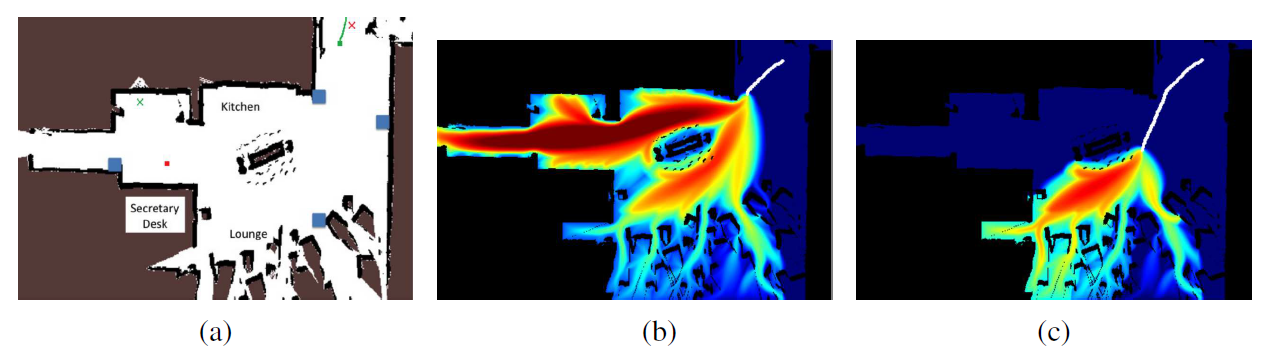 Kitchen
Secretary
Desk
Lounge
(a)
(b)
(c)